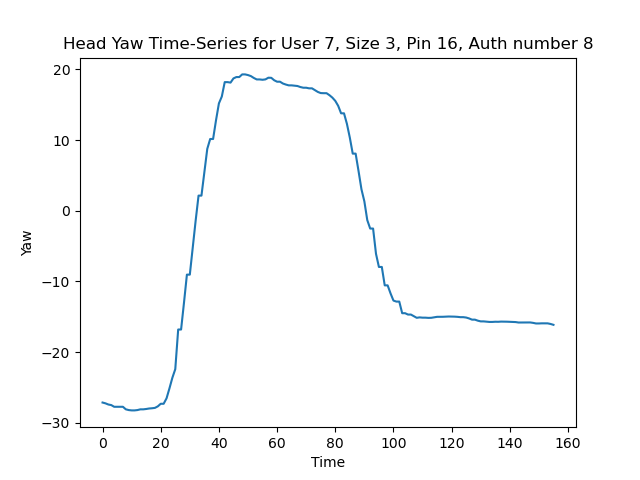 Head Yaw Time-Series for User 7, Size 3, Pin 16, Auth number 8
20
10
0
−10
−20
−30
Yaw
0 20 40 60 80 100 120 140 160
Time